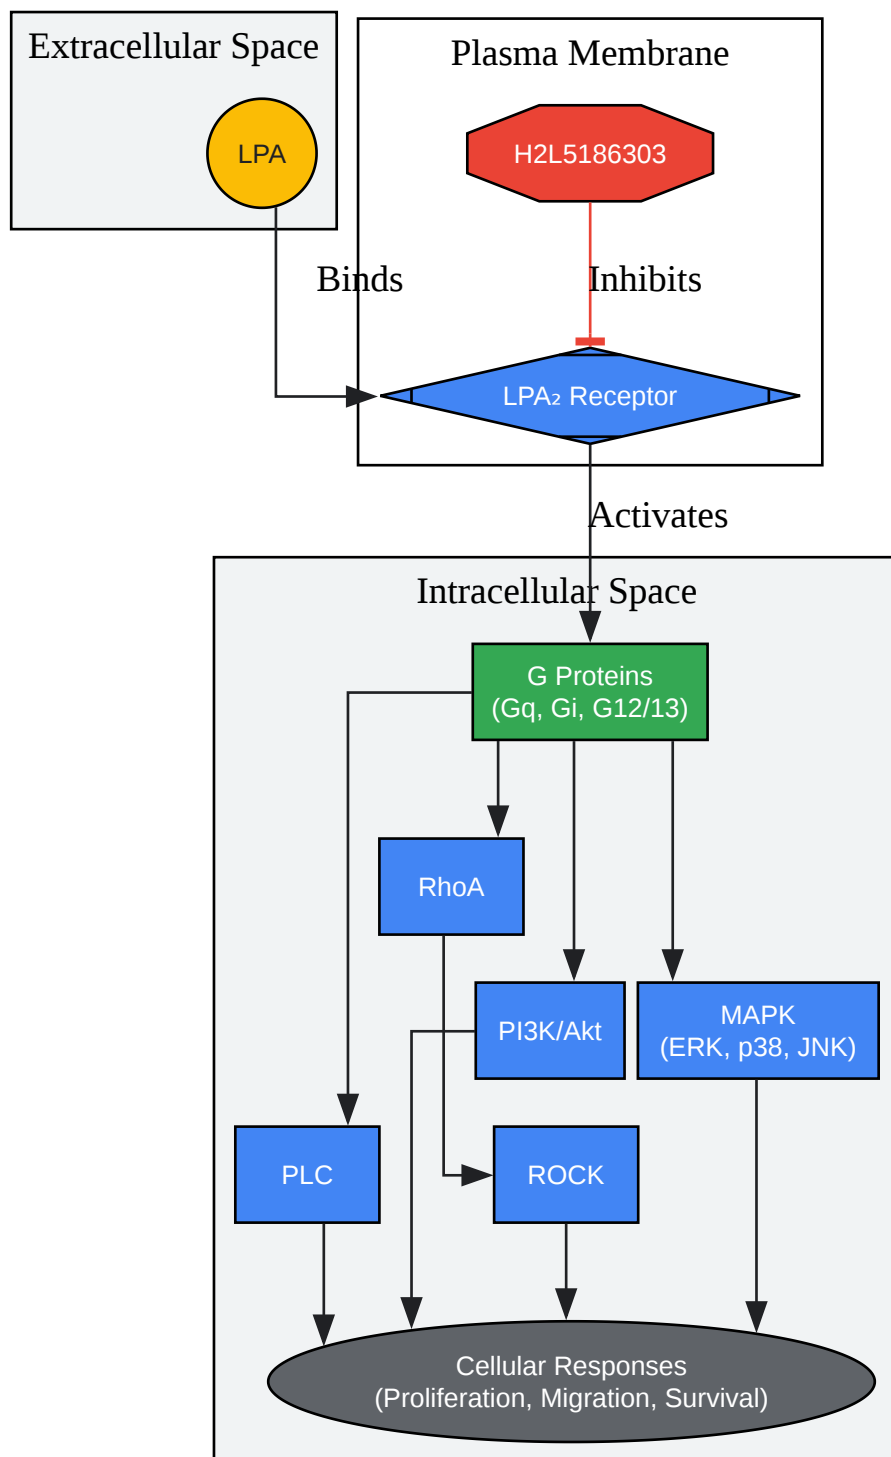 Extracellular Space
Plasma Membrane
LPA
H2L5186303
Binds
Inhibits
LPA₂ Receptor
Activates
Intracellular Space
G Proteins
(Gq, Gi, G12/13)
RhoA
PI3K/Akt
MAPK
(ERK, p38, JNK)
PLC
ROCK
Cellular Responses
(Proliferation, Migration, Survival)